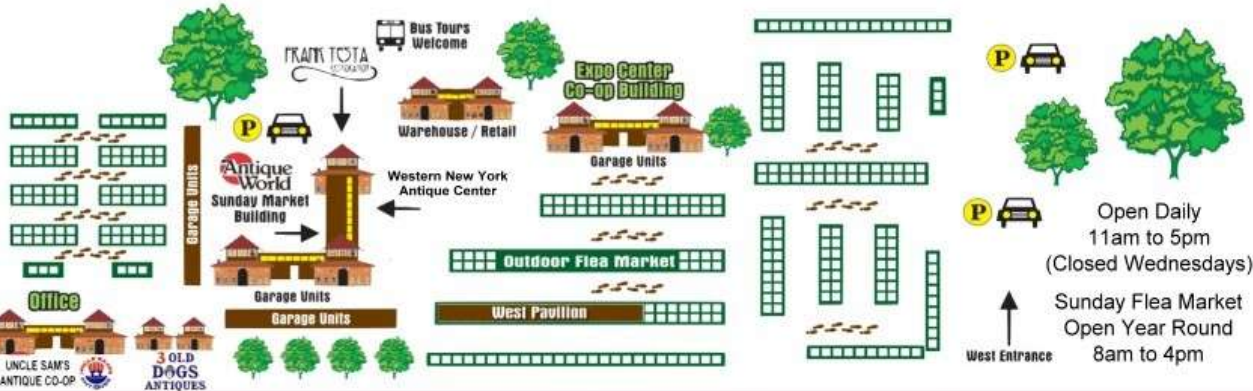 FRANK TOTA
Bus Tours
Welcome
Warehouse / Retail
Expo Center
Co-op Building
Garage Units
P
P
P
Antique
World
Sunday Market
Building
Western New York
Antique Center
Garage Units
Garage Units
Garage Units
Outdoor Flea Market
West Pavilion
Office
UNCLE SAM'S
ANTIQUE CO-OP
3 OLD
DOGS
ANTIQUES
West Entrance
Open Daily
11am to 5pm
(Closed Wednesdays)
Sunday Flea Market
Open Year Round
8am to 4pm